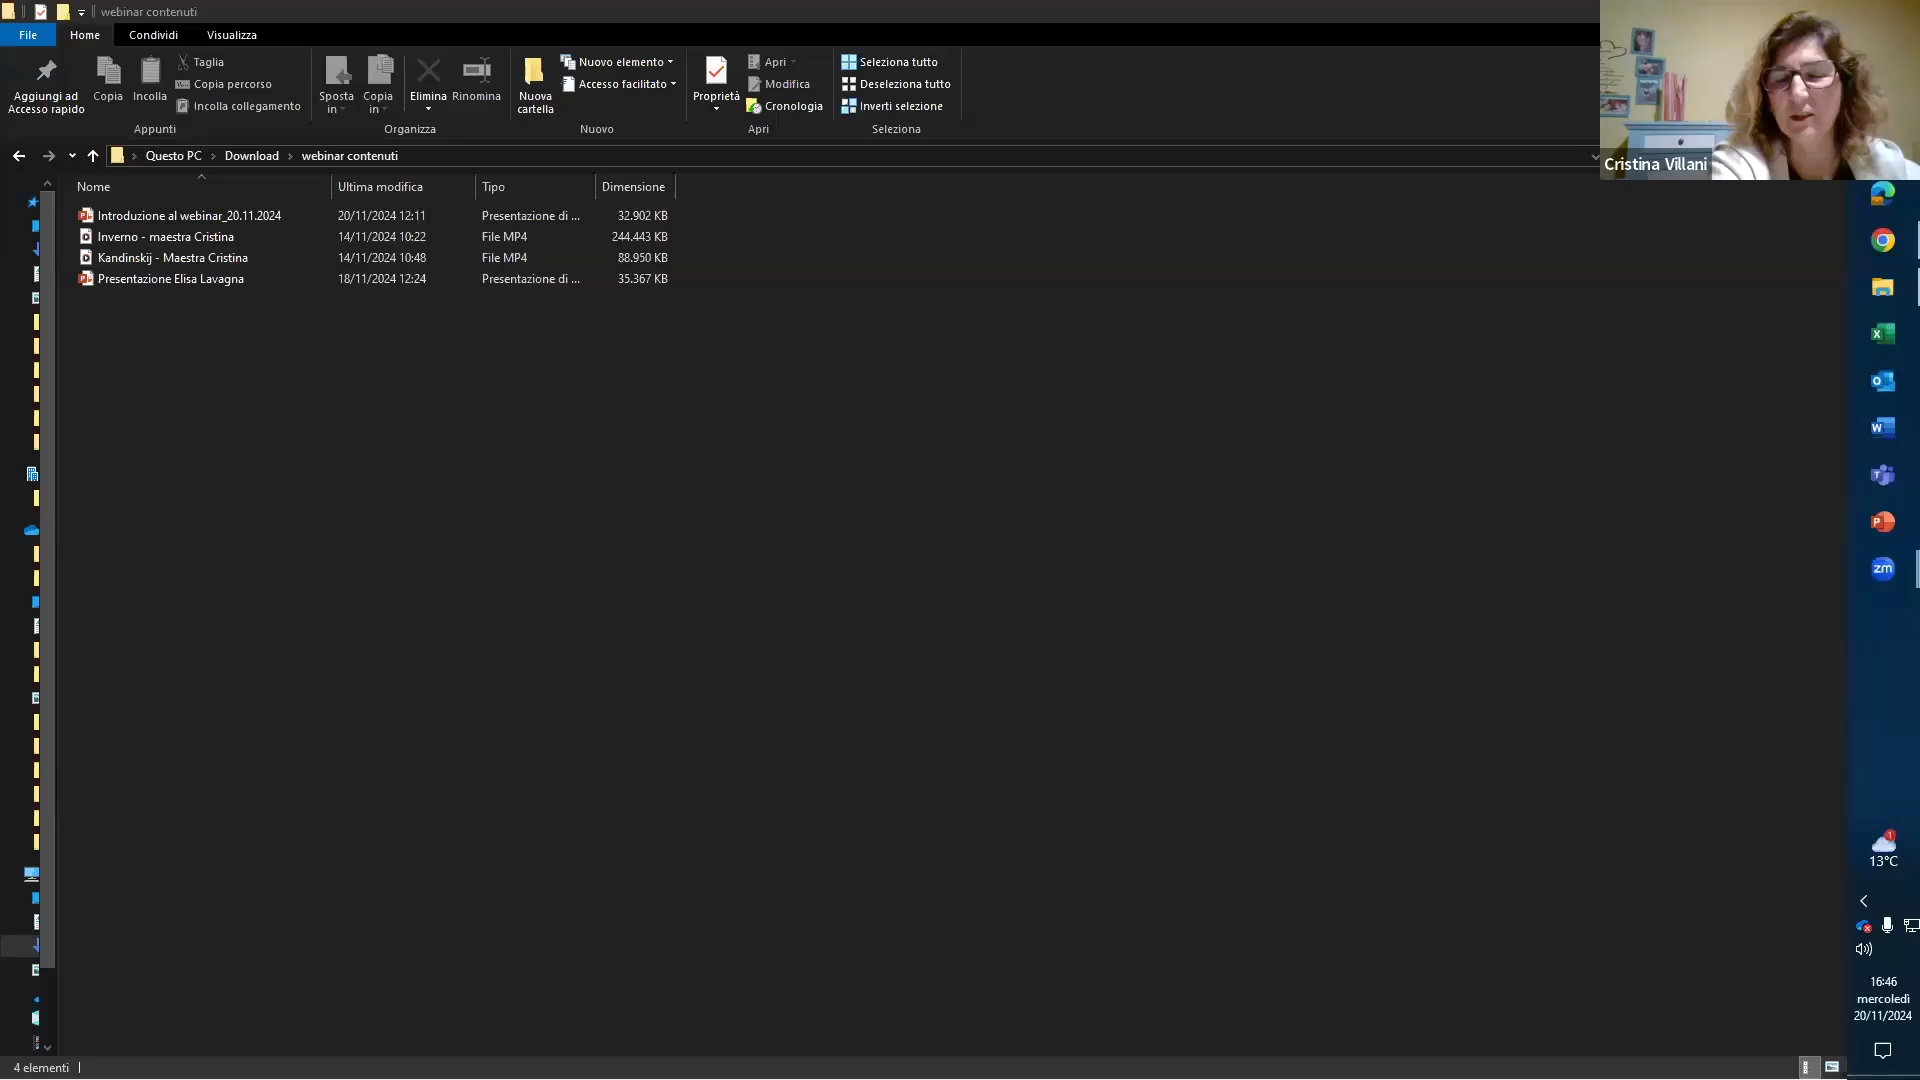 webinar contenuti
File Home Condividi Visualizza
Aggiungi ad Accesso rapido
Copia
Incolla
Taglia
Copia percorso
Incolla collegamento
Appunti
Sposta in
Copia in
Elimina
Rinomina
Organizza
Nuova cartella
Nuovo elemento
Accesso facilitato
Nuovo
Proprietà
Apri
Modifica
Cronologia
Apri
Seleziona tutto
Deseleziona tutto
Inverti selezione
Seleziona
Cristina Villani
Questo PC > Download > webinar contenuti
Nome Ultima modifica Tipo Dimensione
Introduzione al webinar_20.11.2024 20/11/2024 12:11 Presentazione di ... 32.902 KB
Inverno - maestra Cristina 14/11/2024 10:22 File MP4 244.443 KB
Kandinskij - Maestra Cristina 14/11/2024 10:48 File MP4 88.950 KB
Presentazione Elisa Lavagna 18/11/2024 12:24 Presentazione di ... 35.367 KB
zm
1
13°C
16:46
mercoledì
20/11/2024
4 elementi